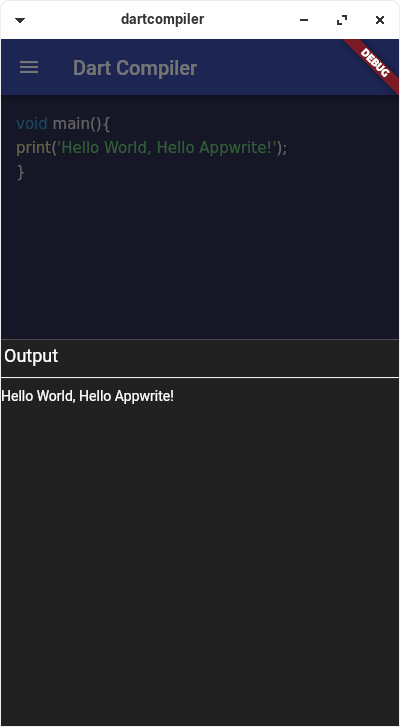 dartcompiler
DEBUG
Dart Compiler
void main(){
print('Hello World, Hello Appwrite!');
}
Output
Hello World, Hello Appwrite!